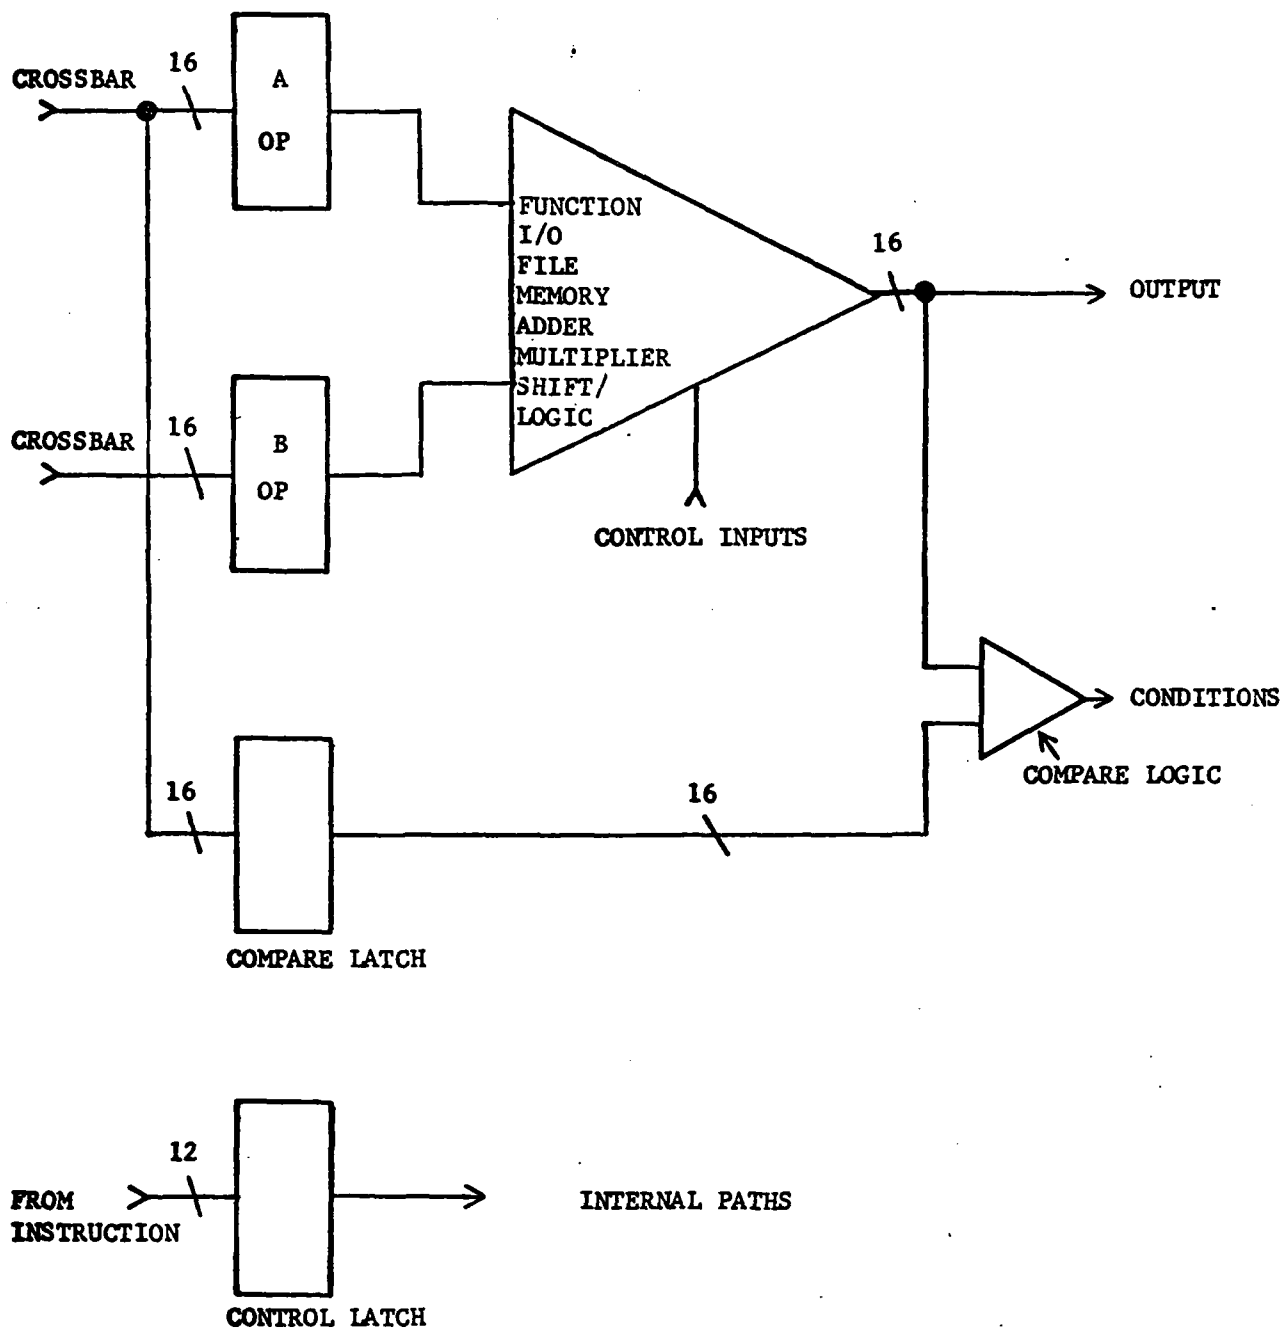 16
CROSSBAR
A
OP
FUNCTION
I/O
FILE
MEMORY
ADDER
MULTIPLIER
SHIFT/
LOGIC
16
OUTPUT
16
CROSSBAR
B
OP
CONTROL INPUTS
CONDITIONS
COMPARE LOGIC
16
16
COMPARE LATCH
12
FROM
INSTRUCTION
INTERNAL PATHS
CONTROL LATCH